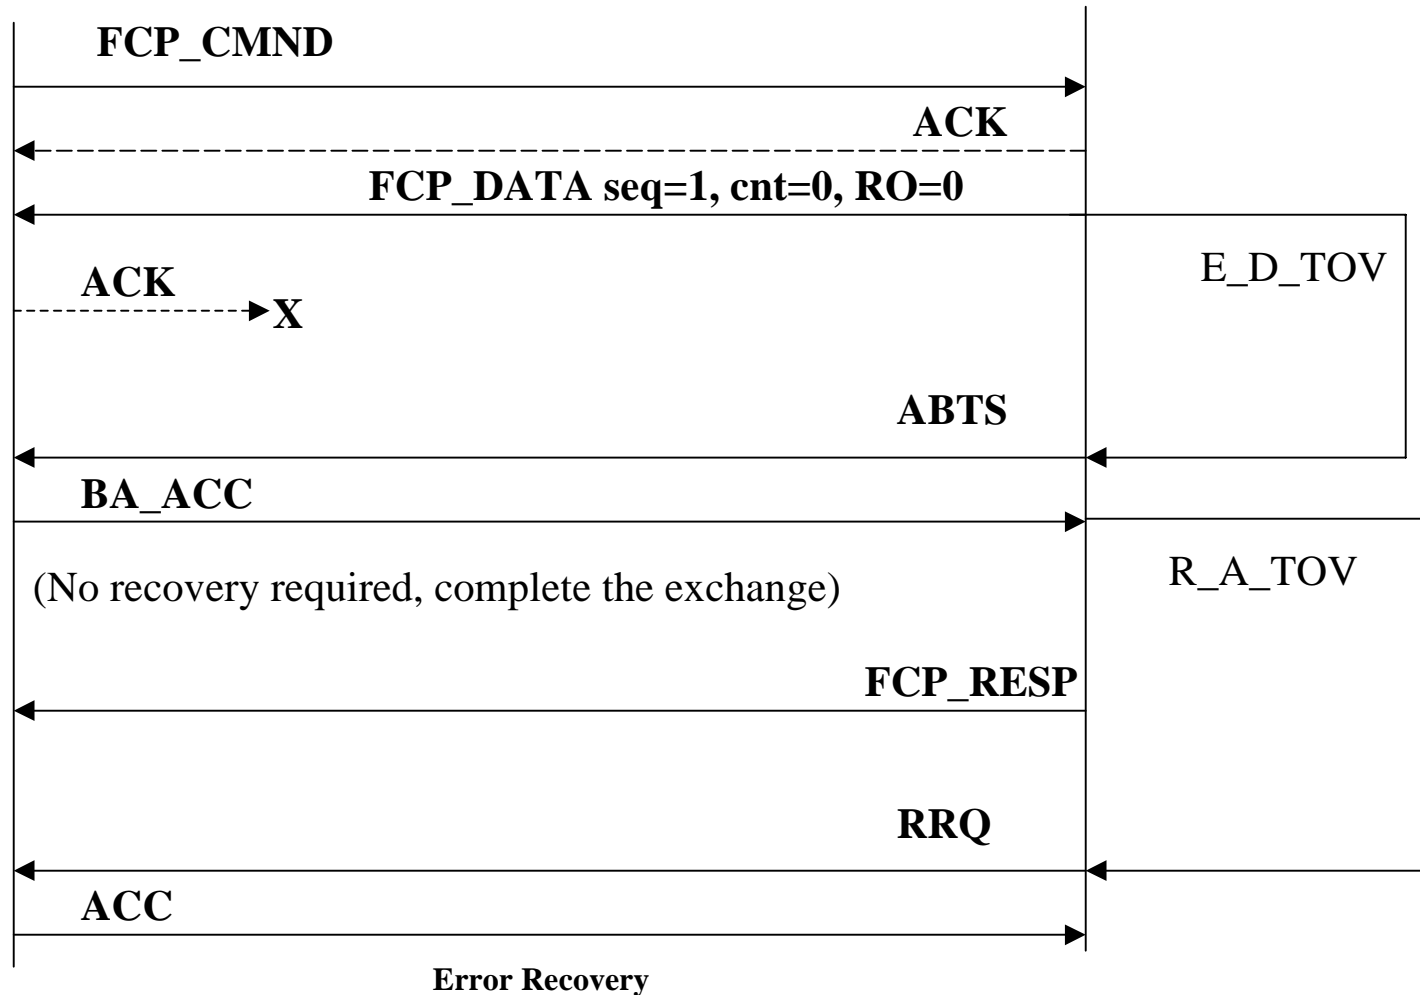 FCP_CMND
ACK
FCP_DATA seq=1, cnt=0, RO=0
E_D_TOV
ACK
X
ABTS
BA_ACC
R_A_TOV
(No recovery required, complete the exchange)
FCP_RESP
RRQ
ACC
Error Recovery